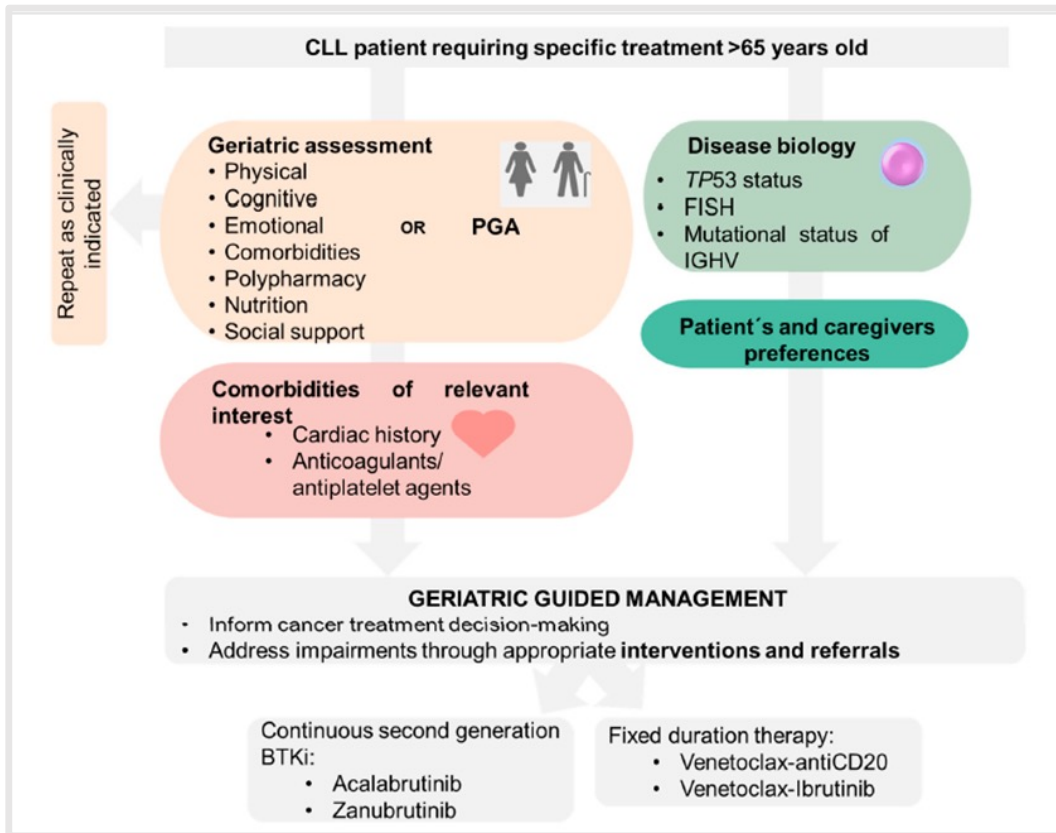 CLL patient requiring specific treatment >65 years old
Repeat as clinically
indicated
Geriatric assessment
• Physical
• Cognitive
• Emotional OR PGA
• Comorbidities
• Polypharmacy
• Nutrition
• Social support
Disease biology
• TP53 status
• FISH
• Mutational status of
IGHV
Patient´s and caregivers
preferences
Comorbidities of relevant
interest
• Cardiac history
• Anticoagulants/
antiplatelet agents
GERIATRIC GUIDED MANAGEMENT
• Inform cancer treatment decision-making
• Address impairments through appropriate interventions and referrals
Continuous second generation
BTKi:
• Acalabrutinib
• Zanubrutinib
Fixed duration therapy:
• Venetoclax-antiCD20
• Venetoclax-Ibrutinib